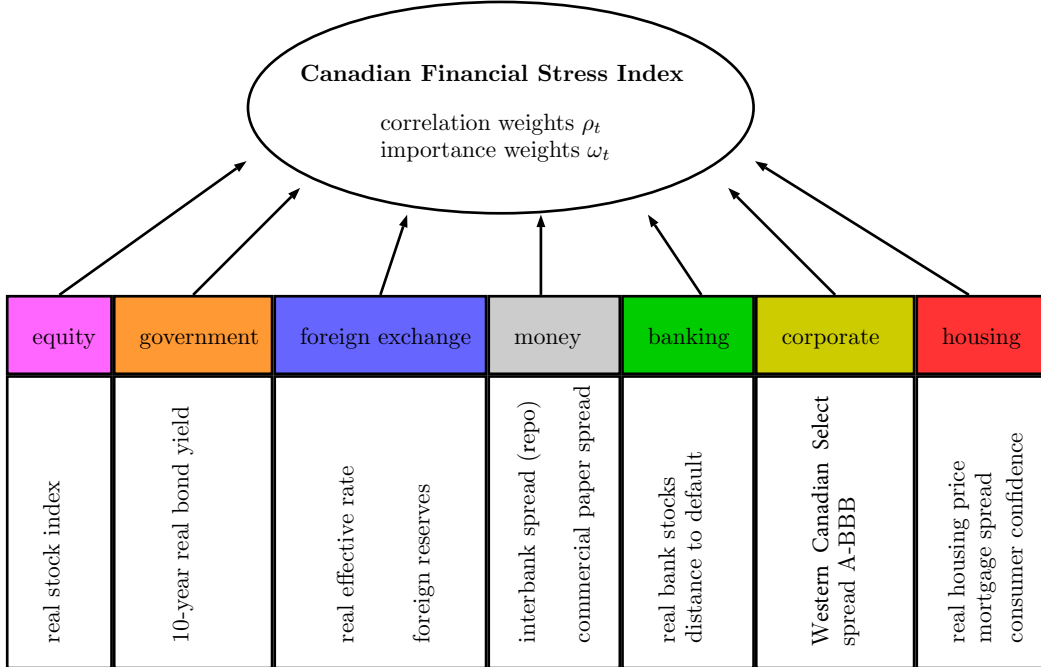 Canadian Financial Stress Index
correlation weights ρt
importance weights ωt
equity
government
foreign exchange
money
banking
corporate
housing
real stock index
10-year real bond yield
real effective rate
foreign reserves
interbank spread (repo)
commercial paper spread
real bank stocks
distance to default
Western Canadian Select
spread A-BBB
real housing price
mortgage spread
consumer confidence